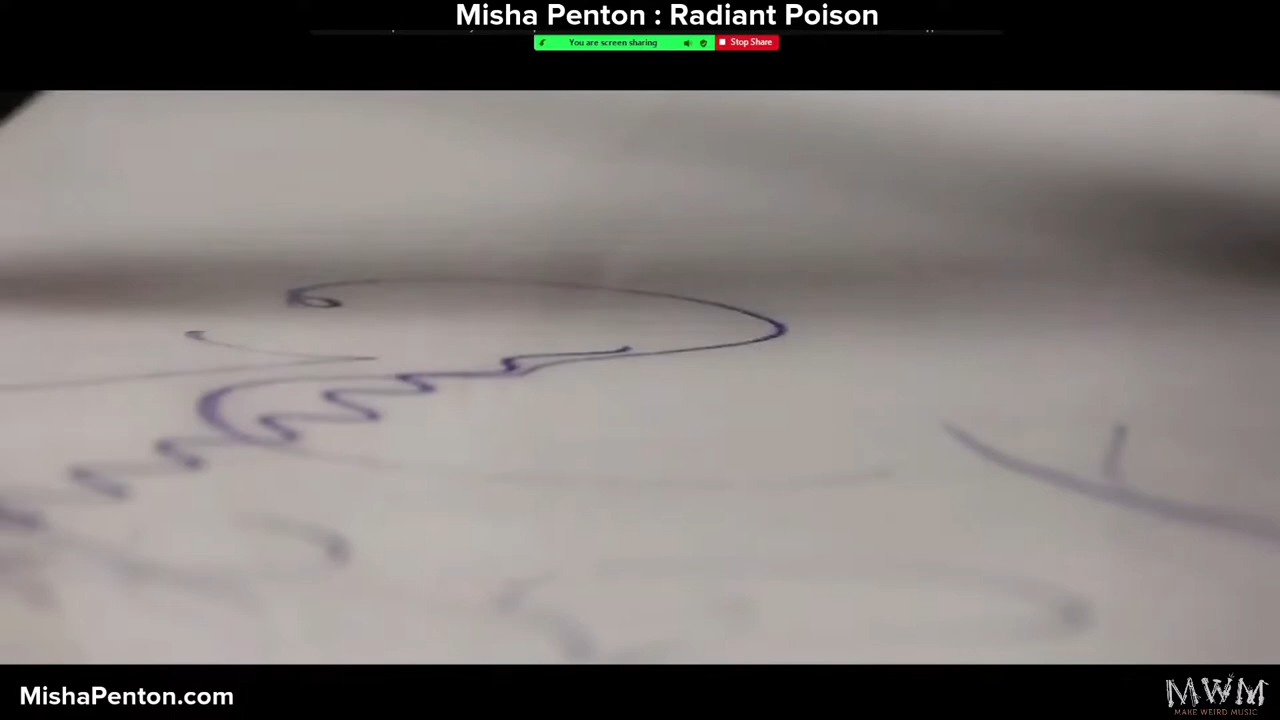 Misha Penton : Radiant Poison
You are screen sharing Stop Share
MishaPenton.com
MWM
MAKE WEIRD MUSIC